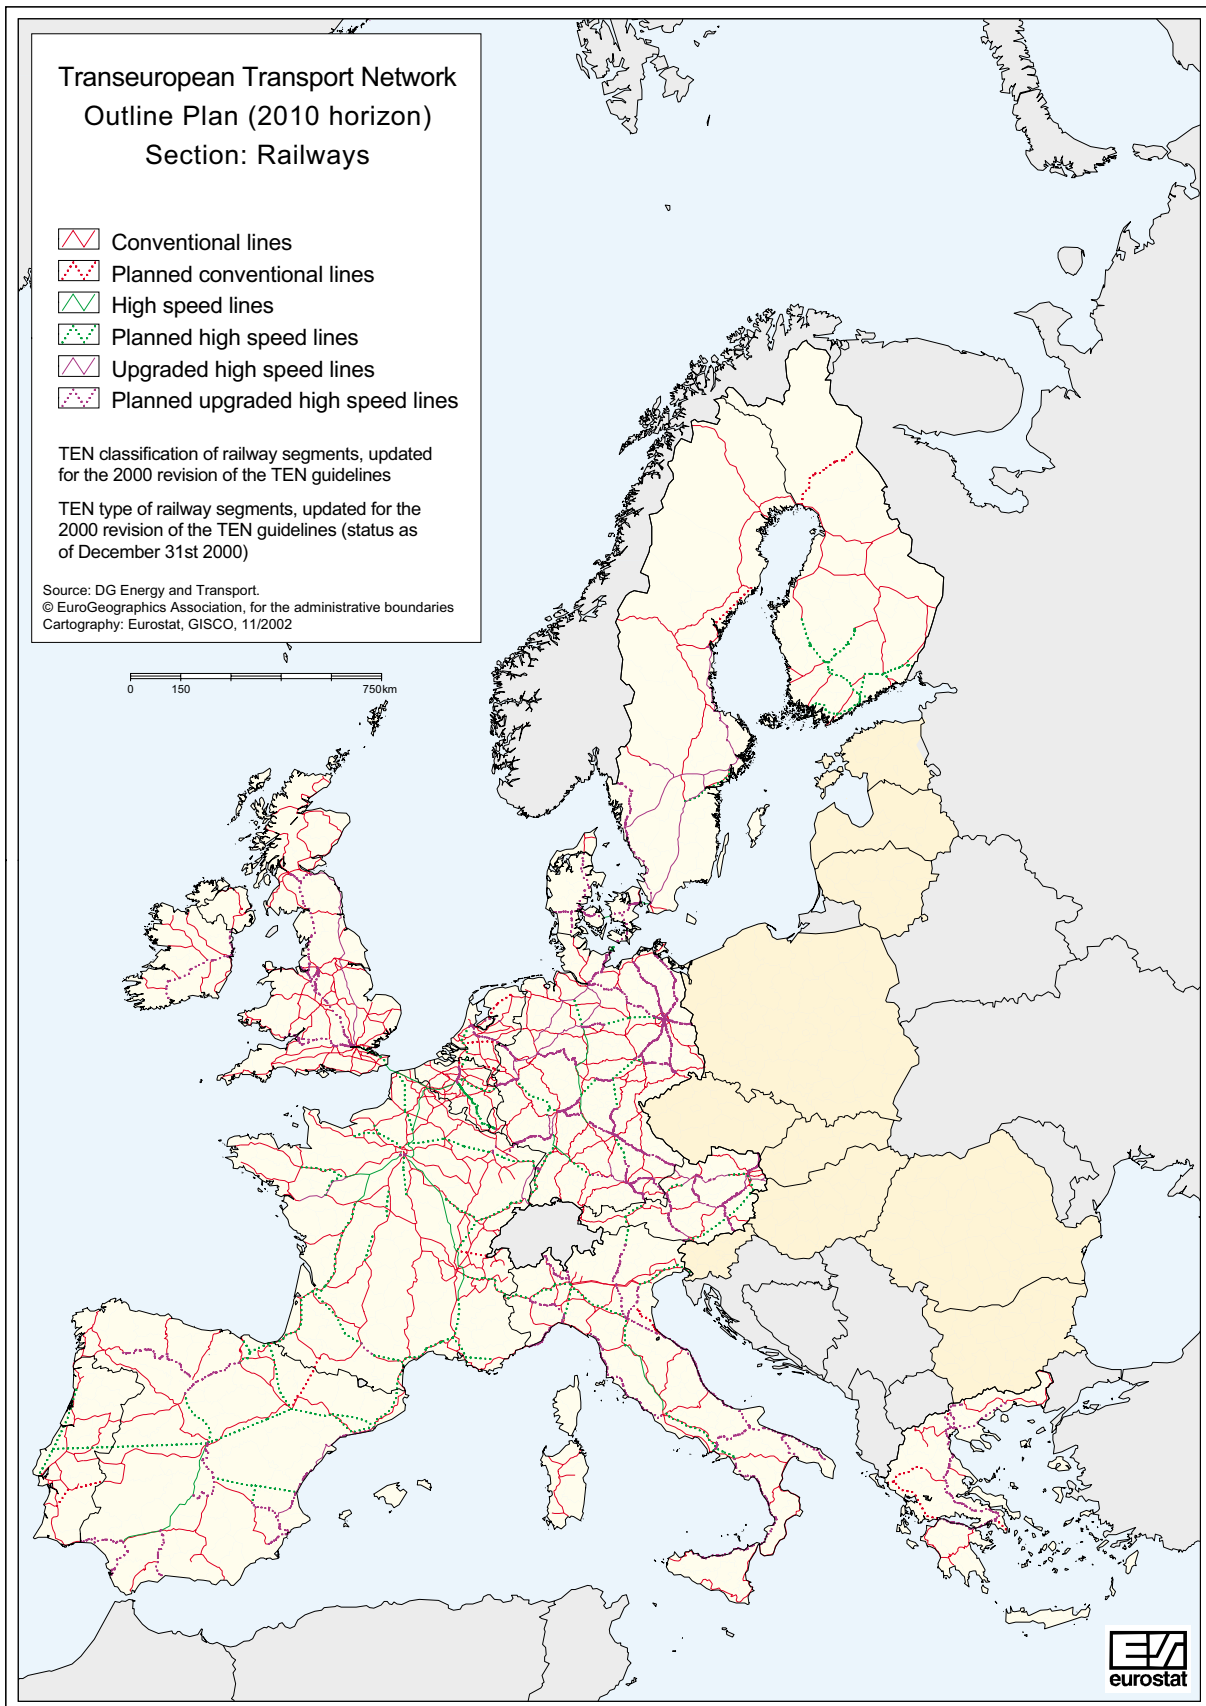 Transeuropean Transport Network
Outline Plan (2010 horizon)
Section: Railways
Conventional lines
Planned conventional lines
High speed lines
Planned high speed lines
Upgraded high speed lines
Planned upgraded high speed lines
TEN classification of railway segments, updated
for the 2000 revision of the TEN guidelines
TEN type of railway segments, updated for the
2000 revision of the TEN guidelines (status as
of December 31st 2000)
Source: DG Energy and Transport.
© EuroGeographics Association, for the administrative boundaries
Cartography: Eurostat, GISCO, 11/2002
0 150 750km
eurostat